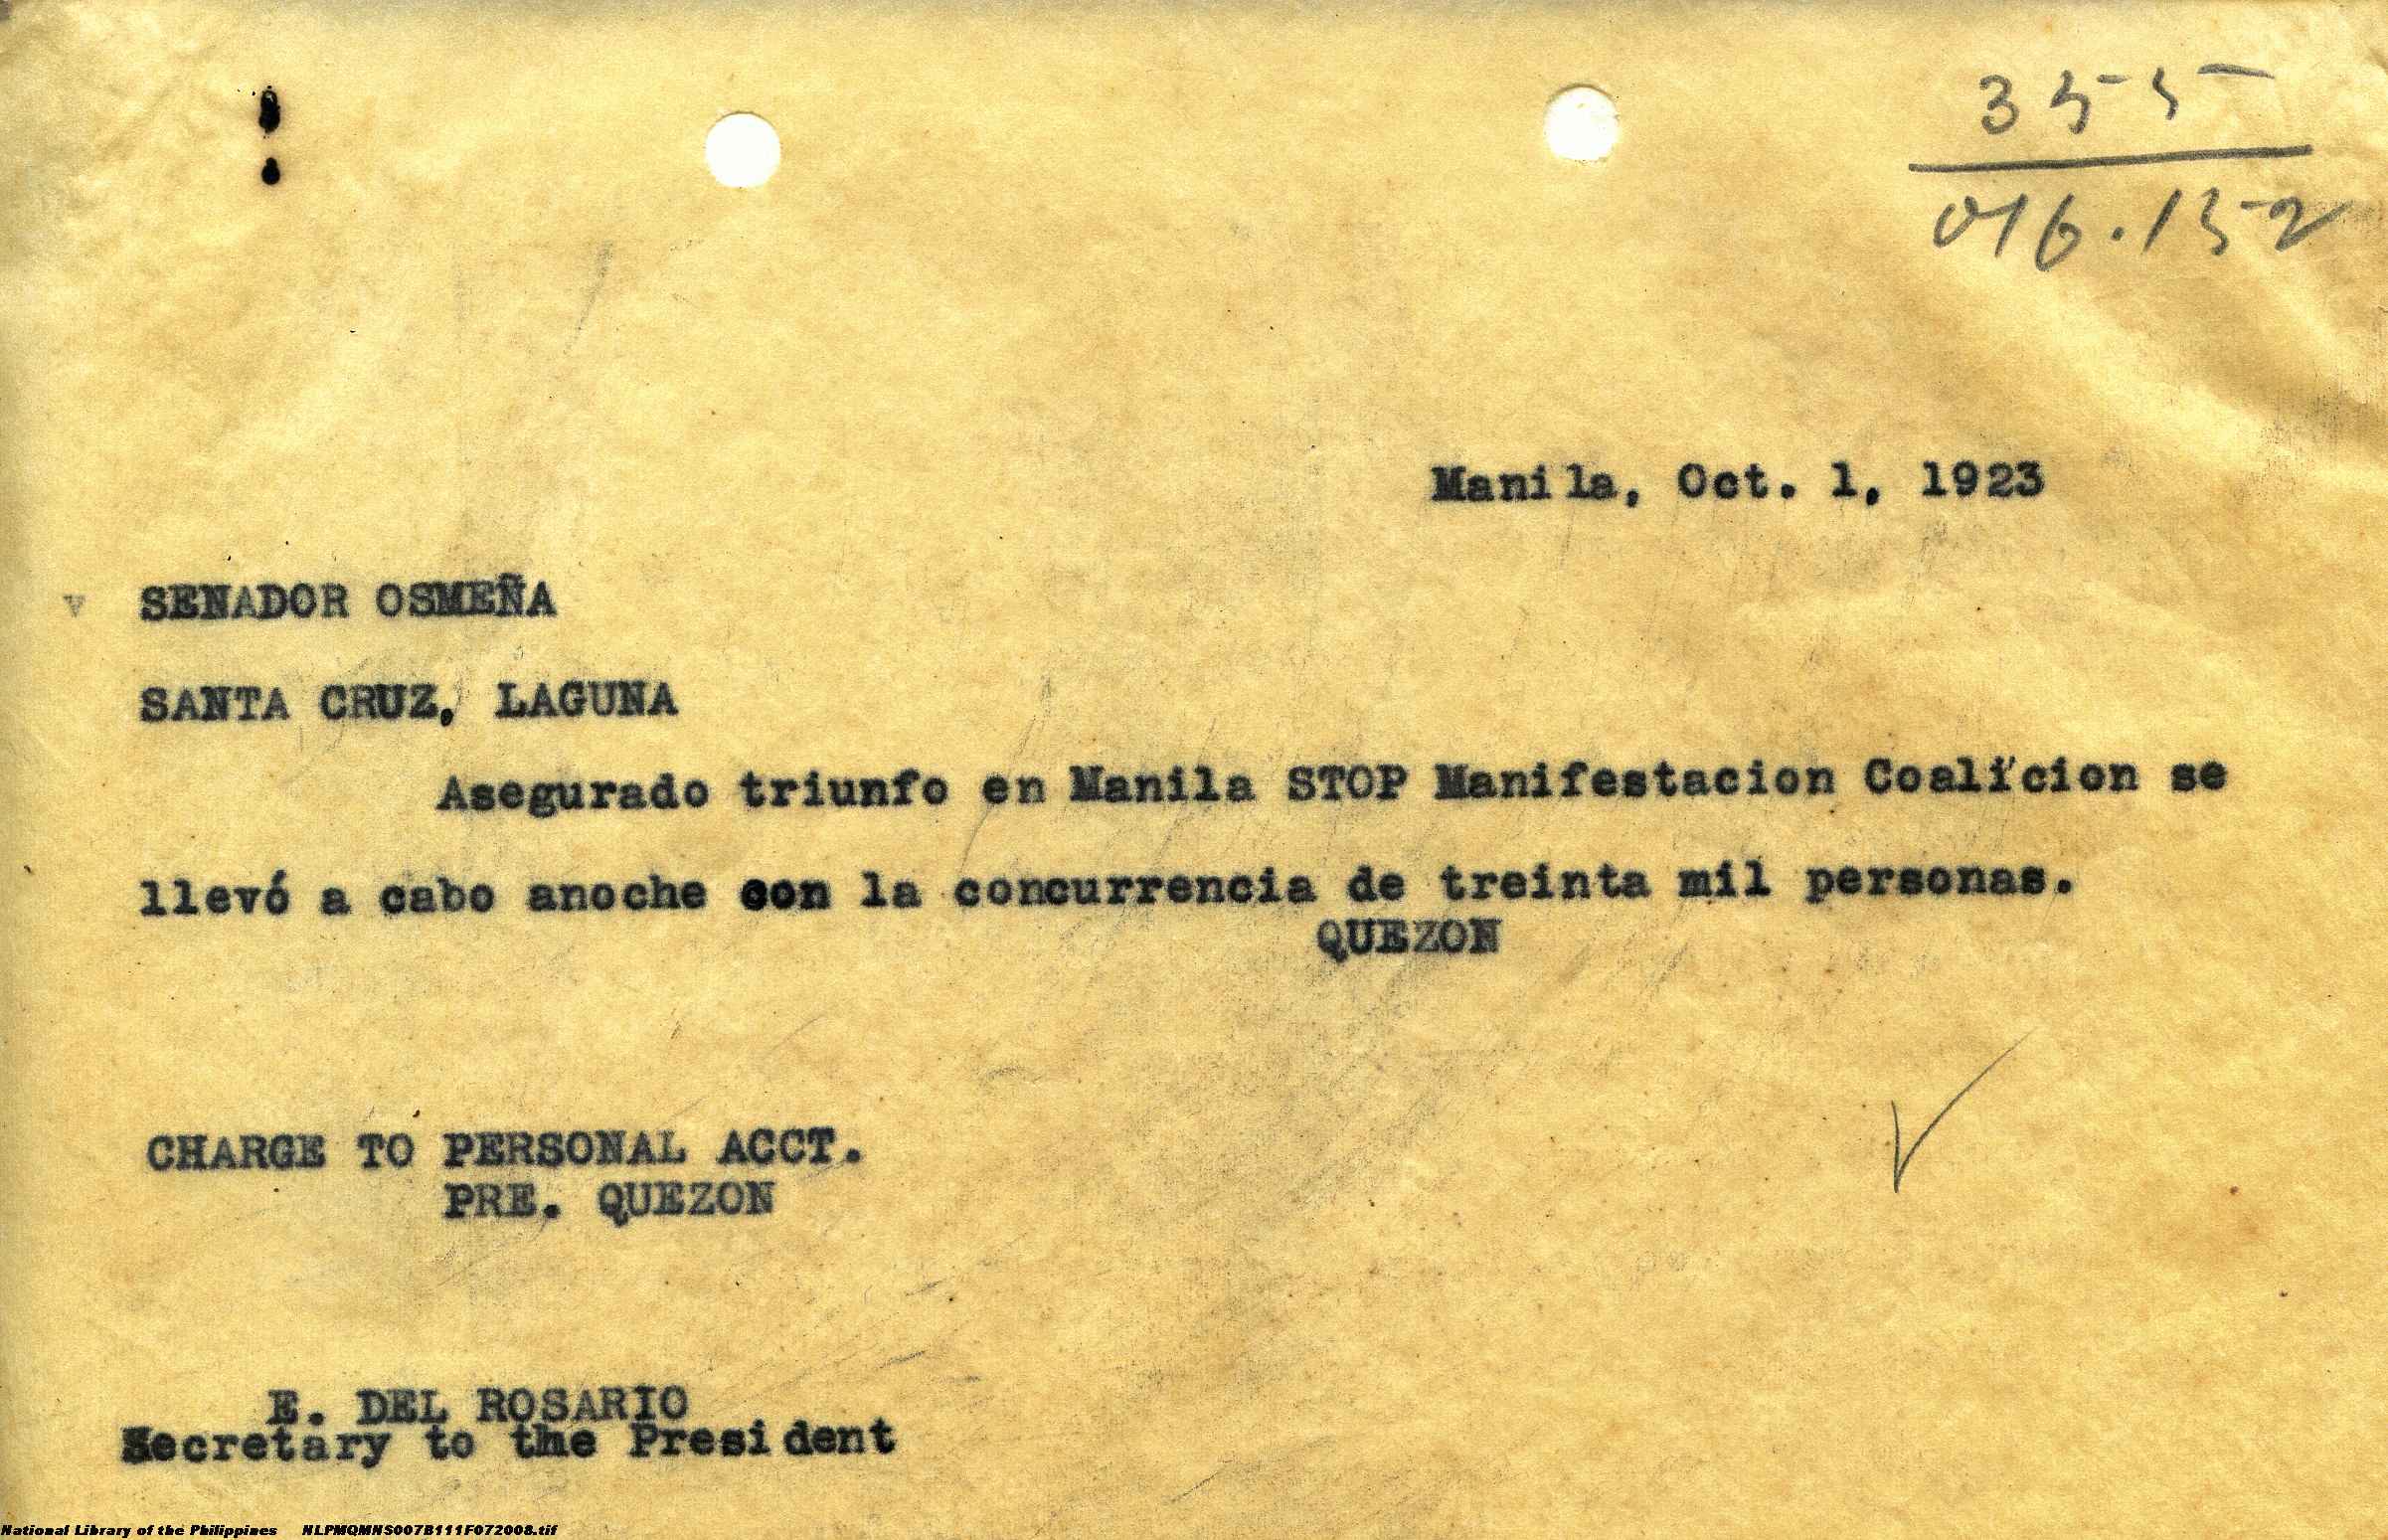 355
016.152
Manila, Oct. 1, 1923
SENADOR OSMEÑA
SANTA CRUZ, LAGUNA
Asegurado triunfo en Manila STOP Manifestacion Coalicion se
llevó a cabo anoche con la concurrencia de treinta mil personas.
QUEZON
CHARGE TO PERSONAL ACCT.
PRE. QUEZON
E. DEL ROSARIO
Secretary to the President
National Library of the Philippines NLPMQMNS007B111F072008.tif